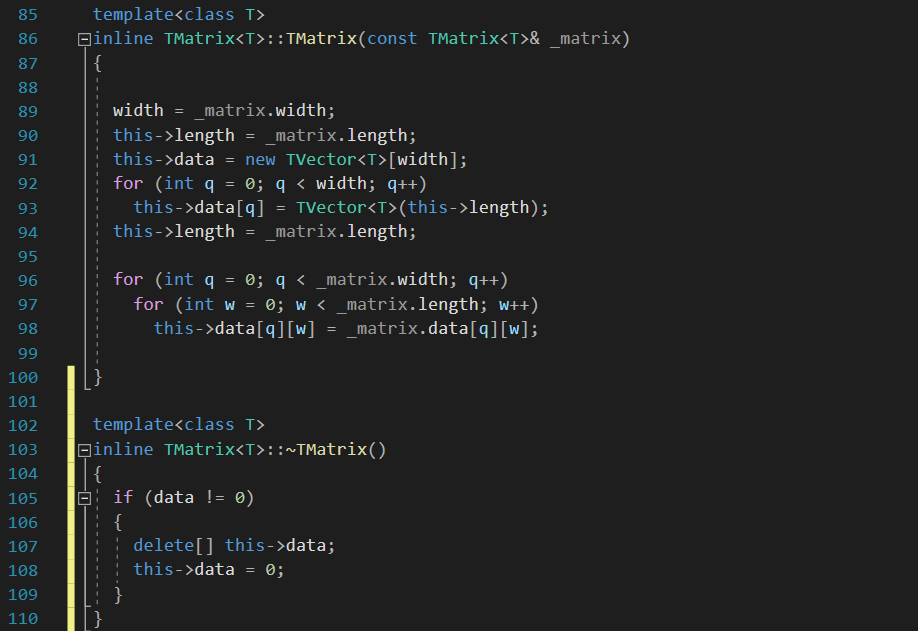 85 template<class T>
86 inline TMatrix<T>::TMatrix(const TMatrix<T>& _matrix)
87 {
88
89 width = _matrix.width;
90 this->length = _matrix.length;
91 this->data = new TVector<T>[width];
92 for (int q = 0; q < width; q++)
93 this->data[q] = TVector<T>(this->length);
94 this->length = _matrix.length;
95
96 for (int q = 0; q < _matrix.width; q++)
97 for (int w = 0; w < _matrix.length; w++)
98 this->data[q][w] = _matrix.data[q][w];
99
100 }
101
102 template<class T>
103 inline TMatrix<T>::~TMatrix()
104 {
105 if (data != 0)
106 {
107 delete[] this->data;
108 this->data = 0;
109 }
110 }